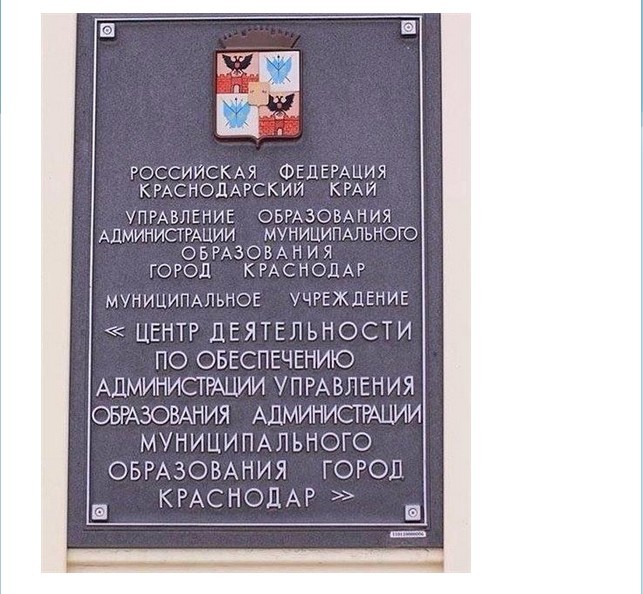 РОССИЙСКАЯ ФЕДЕРАЦИЯ
КРАСНОДАРСКИЙ КРАЙ
УПРАВЛЕНИЕ ОБРАЗОВАНИЯ
АДМИНИСТРАЦИИ МУНИЦИПАЛЬНОГО
ОБРАЗОВАНИЯ
ГОРОД КРАСНОДАР
МУНИЦИПАЛЬНОЕ УЧРЕЖДЕНИЕ
« ЦЕНТР ДЕЯТЕЛЬНОСТИ
ПО ОБЕСПЕЧЕНИЮ
АДМИНИСТРАЦИИ УПРАВЛЕНИЯ
ОБРАЗОВАНИЯ АДМИНИСТРАЦИИ
МУНИЦИПАЛЬНОГО
ОБРАЗОВАНИЯ ГОРОД
КРАСНОДАР »